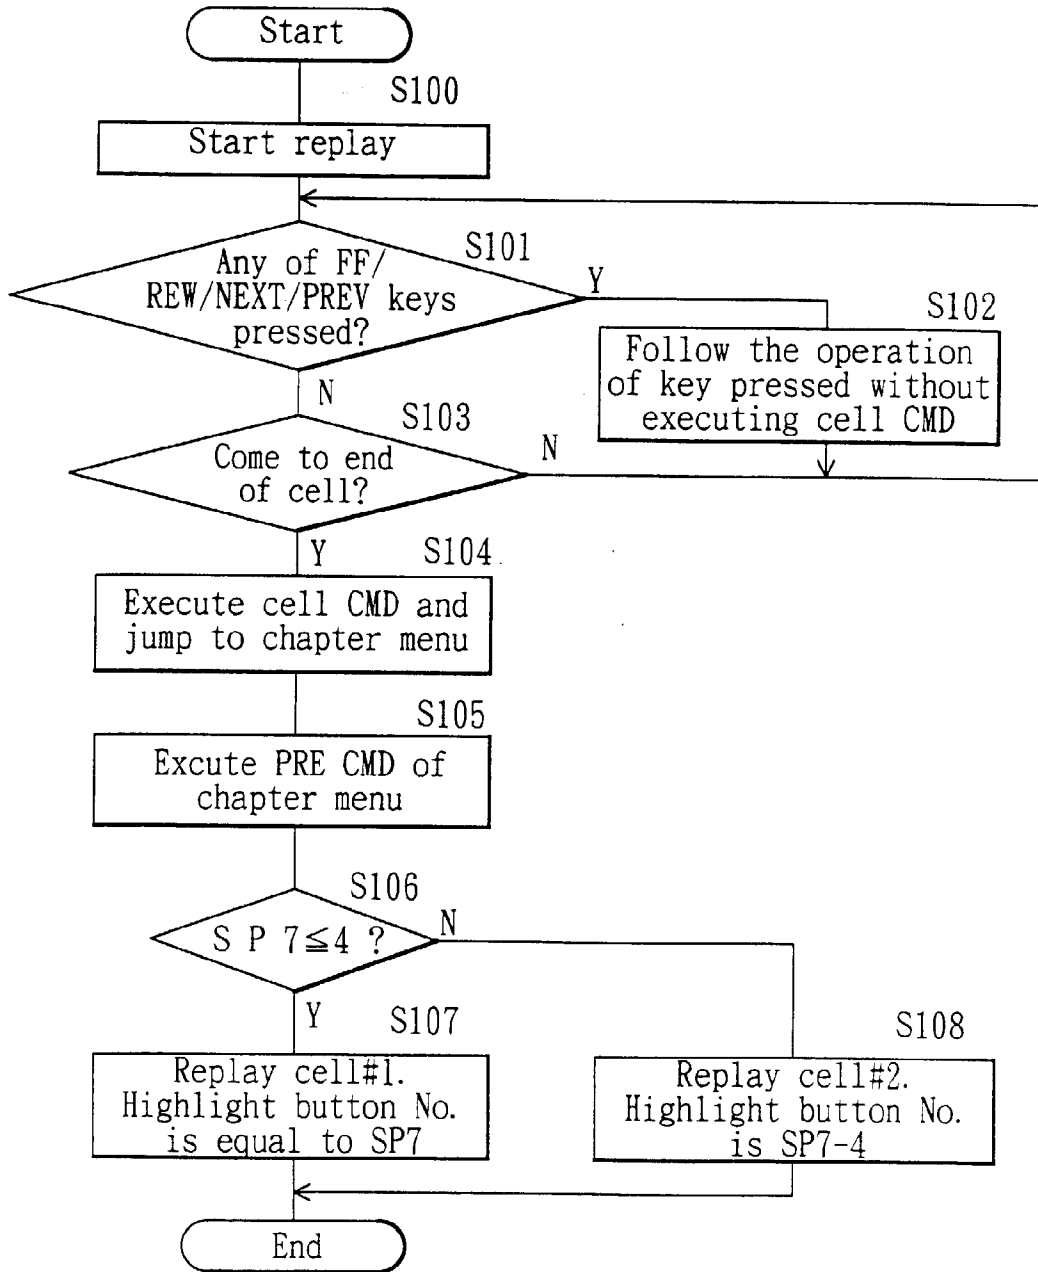 Start
S100
Start replay
S101
Any of FF/
REW/NEXT/PREV keys
pressed?
Y
N
S102
Follow the operation
of key pressed without
executing cell CMD
S103
Come to end
of cell?
N
Y
S104
Execute cell CMD and
jump to chapter menu
S105
Excute PRE CMD of
chapter menu
S106
S P 7≦4 ?
N
Y
S107
Replay cell#1.
Highlight button No.
is equal to SP7
S108
Replay cell#2.
Highlight button No.
is SP7-4
End